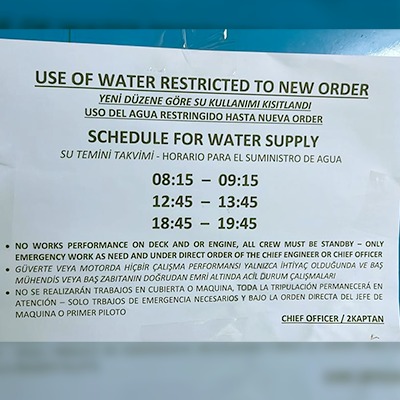 USE OF WATER RESTRICTED TO NEW ORDER
YENİ DÜZENE GÖRE SU KULLANIMI KISITLANDI
USO DEL AGUA RESTRINGIDO HASTA NUEVA ORDER
SCHEDULE FOR WATER SUPPLY
SU TEMİNİ TAKVİMİ - HORARIO PARA EL SUMINISTRO DE AGUA
08:15 – 09:15
12:45 – 13:45
18:45 – 19:45
• NO WORKS PERFORMANCE ON DECK AND OR ENGINE, ALL CREW MUST BE STANDBY – ONLY
EMERGENCY WORK AS NEED AND UNDER DIRECT ORDER OF THE CHIEF ENGINEER OR CHIEF OFFICER
• GÜVERTE VEYA MOTORDA HİÇBİR ÇALIŞMA PERFORMANSI YALNIZCA İHTİYAÇ OLDUĞUNDA VE BAŞ
MÜHENDİS VEYA BAŞ ZABITANIN DOĞRUDAN EMRİ ALTINDA ACİL DURUM ÇALIŞMALARI
• NO SE REALIZARÁN TRABAJOS EN CUBIERTA O MAQUINA, TODA LA TRIPULACIÓN PERMANECERÁ EN
ATENCIÓN – SOLO TRBAJOS DE EMERGENCIA NECESARIOS Y BAJO LA ORDEN DIRECTA DEL JEFE DE
MAQUINA O PRIMER PILOTO
CHIEF OFFICER / 2KAPTAN